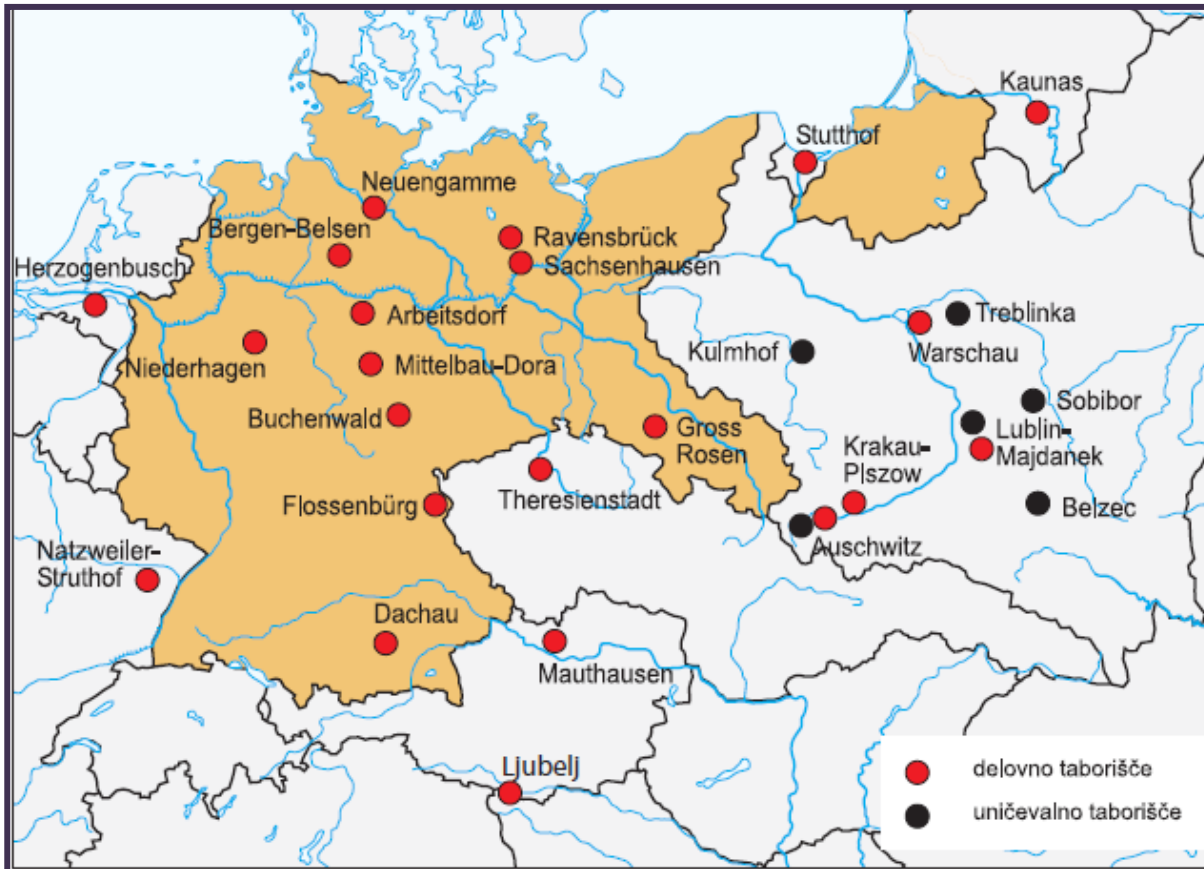 Kaunas
Stutthof
Neuengamme
Bergen-Belsen
Ravensbrück
Sachsenhausen
Herzogenbusch
Arbeitsdorf
Treblinka
Warschau
Kulmhof
Niederhagen
Mittelbau-Dora
Sobibor
Buchenwald
Gross
Rosen
Lublin-
Majdanek
Krakau-
Plszow
Theresienstadt
Flossenbürg
Belzec
Auschwitz
Natzweiler-
Struthof
Dachau
Mauthausen
Ljubelj
delovno taborišče
uničevalno taborišče